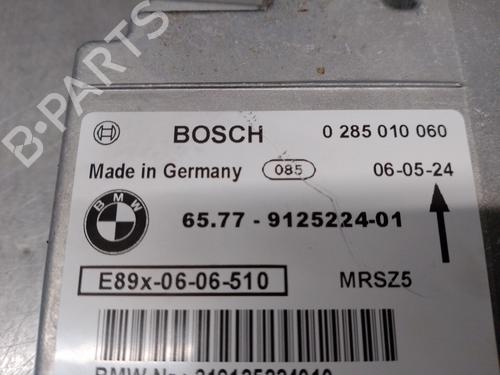 B-PARTS
BOSCH 0 285 010 060
Made in Germany 085 06-05-24
BMW
65.77 - 9125224-01
E89x-06-06-510 MRSZ5